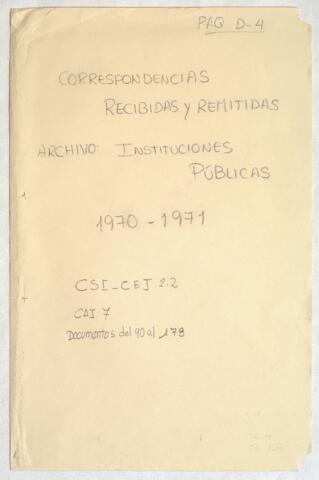 PAQ D-4
CORRESPONDENCIAS
RECIBIDAS Y REMITIDAS
ARCHIVO: INSTITUCIONES
PÚBLICAS
1970-1971
CSI-CEJ 2.2
CAJ 7
Documentos del 90 al 178